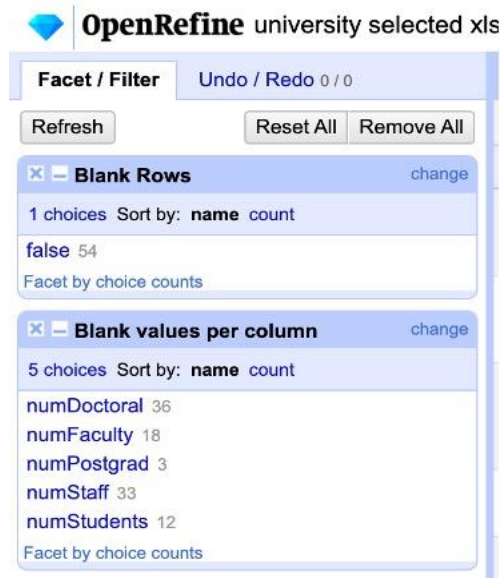 OpenRefine university selected xls
Facet / Filter Undo / Redo 0 / 0
Refresh Reset All Remove All
Blank Rows change
1 choices Sort by: name count
false 54
Facet by choice counts
Blank values per column change
5 choices Sort by: name count
numDoctoral 36
numFaculty 18
numPostgrad 3
numStaff 33
numStudents 12
Facet by choice counts